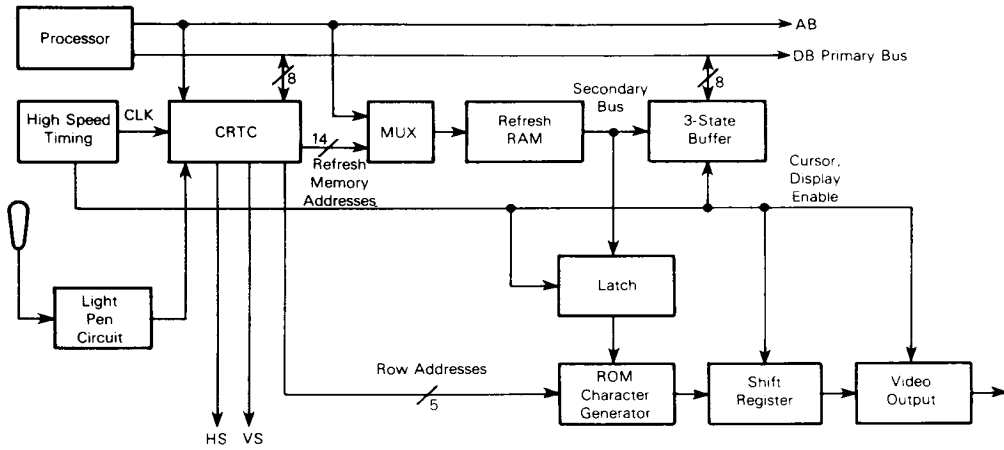 Processor
AB
DB Primary Bus
8
8
High Speed
Timing
CLK
CRTC
14
Refresh
Memory
Addresses
MUX
Refresh
RAM
Secondary
Bus
3-State
Buffer
Cursor,
Display
Enable
Light
Pen
Circuit
Latch
Row Addresses
5
ROM
Character
Generator
Shift
Register
Video
Output
HS
VS